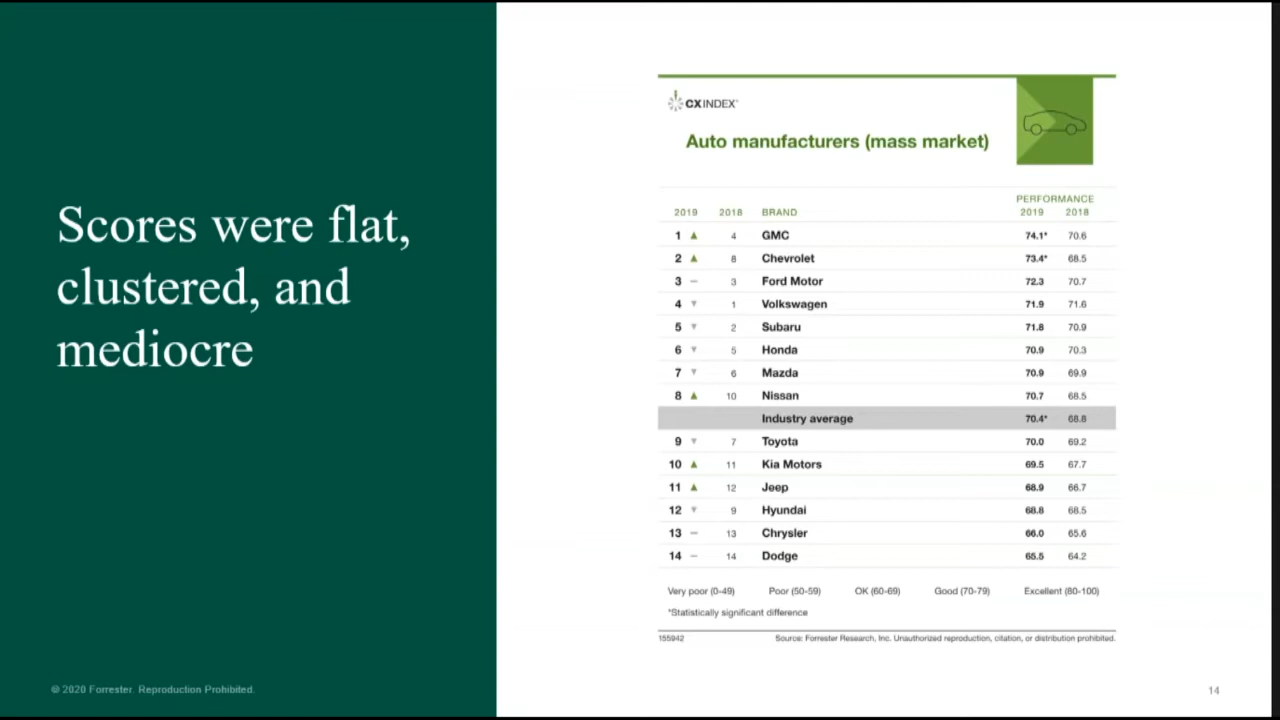 Scores were flat,
clustered, and
mediocre
© 2020 Forrester. Reproduction Prohibited.
CX INDEX™
Auto manufacturers (mass market)
PERFORMANCE
2019 2018 BRAND 2019 2018
1 ▲ 4 GMC 74.1* 70.6
2 ▲ 8 Chevrolet 73.4* 68.5
3 – 3 Ford Motor 72.3 70.7
4 ▼ 1 Volkswagen 71.9 71.6
5 ▼ 2 Subaru 71.8 70.9
6 ▼ 5 Honda 70.9 70.3
7 ▼ 6 Mazda 70.9 69.9
8 ▲ 10 Nissan 70.7 68.5
Industry average 70.4* 68.8
9 ▼ 7 Toyota 70.0 69.2
10 ▲ 11 Kia Motors 69.5 67.7
11 ▲ 12 Jeep 68.9 66.7
12 ▼ 9 Hyundai 68.8 68.5
13 – 13 Chrysler 66.0 65.6
14 – 14 Dodge 65.5 64.2
Very poor (0-49) Poor (50-59) OK (60-69) Good (70-79) Excellent (80-100)
*Statistically significant difference
155942 Source: Forrester Research, Inc. Unauthorized reproduction, citation, or distribution prohibited.
14